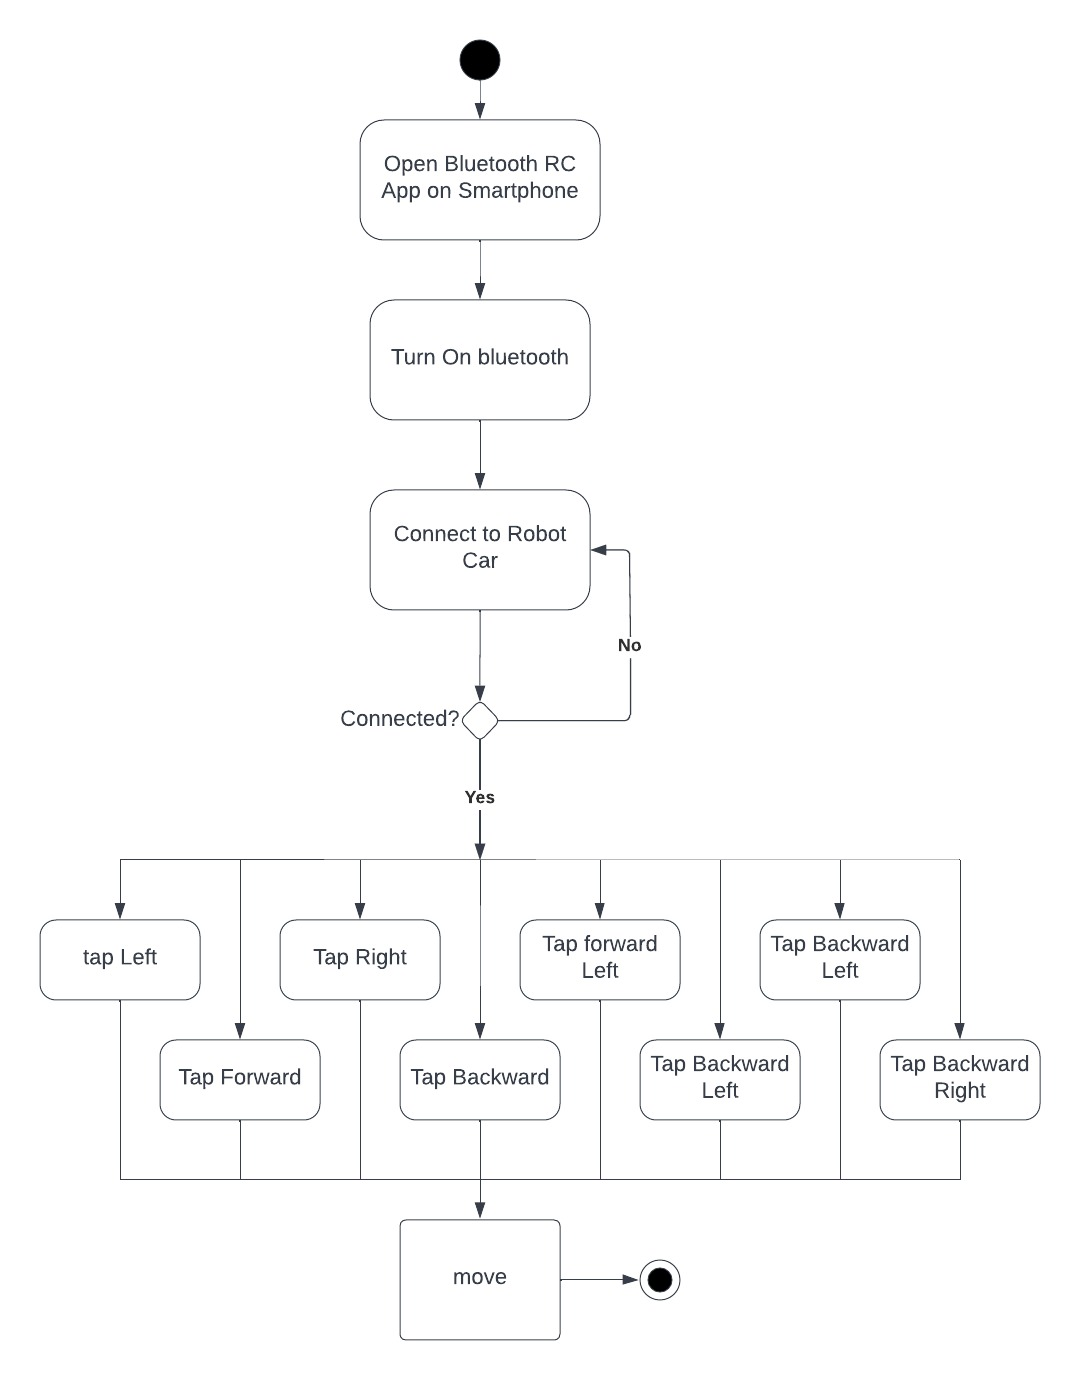 Open Bluetooth RC
App on Smartphone
Turn On bluetooth
Connect to Robot
Car
No
Connected?
Yes
tap Left
Tap Right
Tap forward
Left
Tap Backward
Left
Tap Forward
Tap Backward
Tap Backward
Left
Tap Backward
Right
move